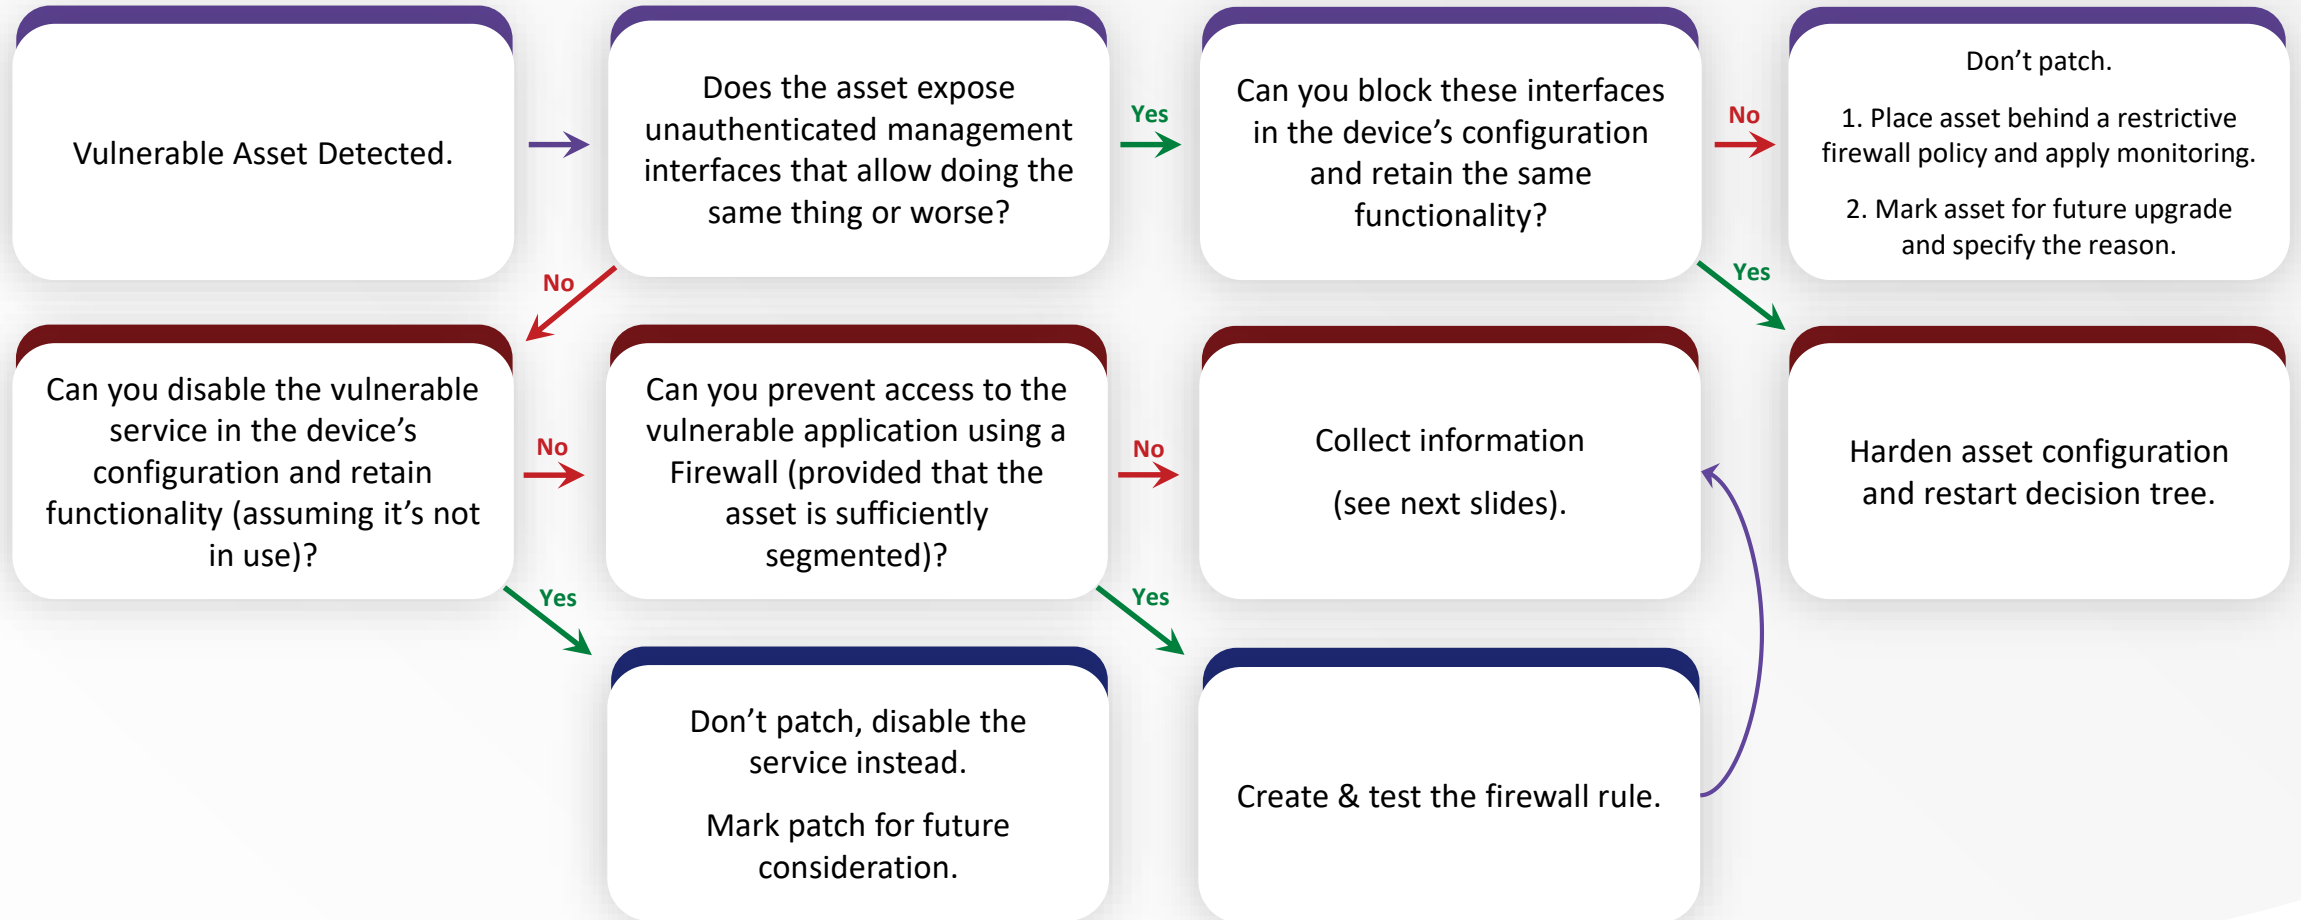 Vulnerable Asset Detected.
Does the asset expose
unauthenticated management
interfaces that allow doing the
same thing or worse?
Yes
Can you block these interfaces
in the device’s configuration
and retain the same
functionality?
No
Don’t patch.
1. Place asset behind a restrictive
firewall policy and apply monitoring.
2. Mark asset for future upgrade
and specify the reason.
No
Yes
Can you disable the vulnerable
service in the device’s
configuration and retain
functionality (assuming it’s not
in use)?
No
Can you prevent access to the
vulnerable application using a
Firewall (provided that the
asset is sufficiently
segmented)?
No
Collect information
(see next slides).
Harden asset configuration
and restart decision tree.
Yes
Yes
Don’t patch, disable the
service instead.
Mark patch for future
consideration.
Create & test the firewall rule.